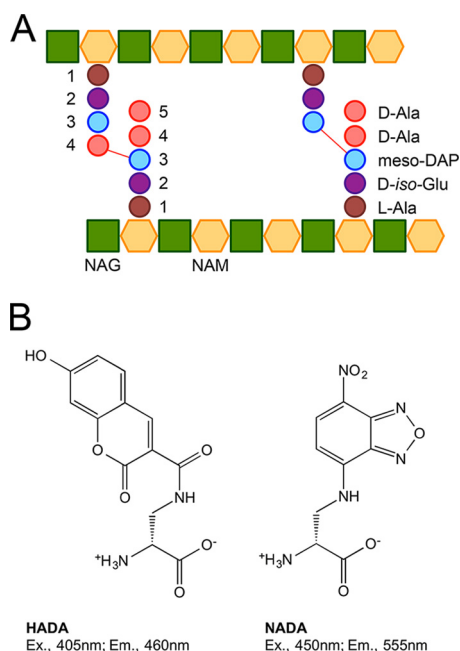 A
1
2
3
4
5
4
3
2
1
D-Ala
D-Ala
meso-DAP
D-iso-Glu
L-Ala
NAG
NAM
B
HO
O
O
O
NH
+H3N
O-
O
NO2
N
O
N
NH
+H3N
O-
O
HADA
Ex., 405nm; Em., 460nm
NADA
Ex., 450nm; Em., 555nm